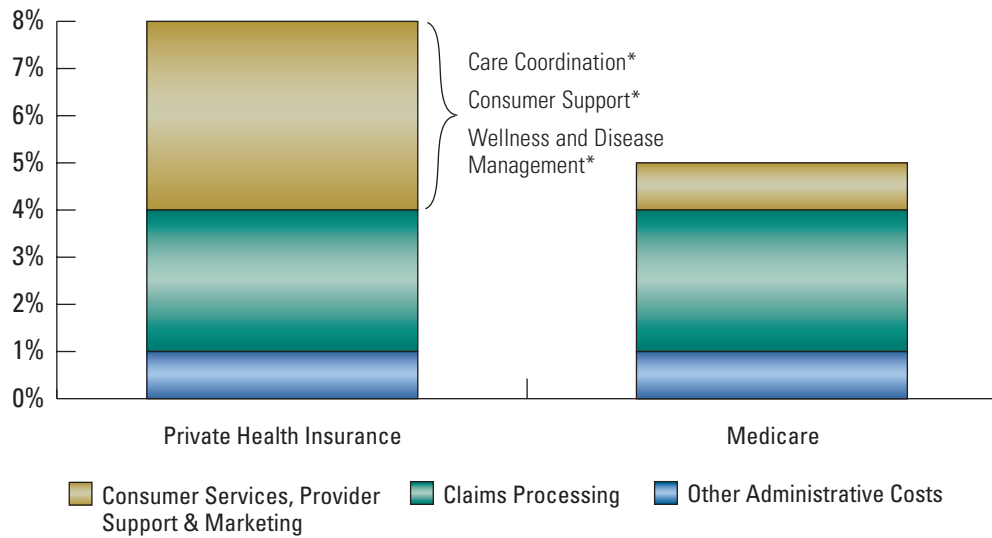 8%
7%
6%
5%
4%
3%
2%
1%
0%
Care Coordination*
Consumer Support*
Wellness and Disease
Management*
Private Health Insurance
Medicare
Consumer Services, Provider
Support & Marketing
Claims Processing
Other Administrative Costs